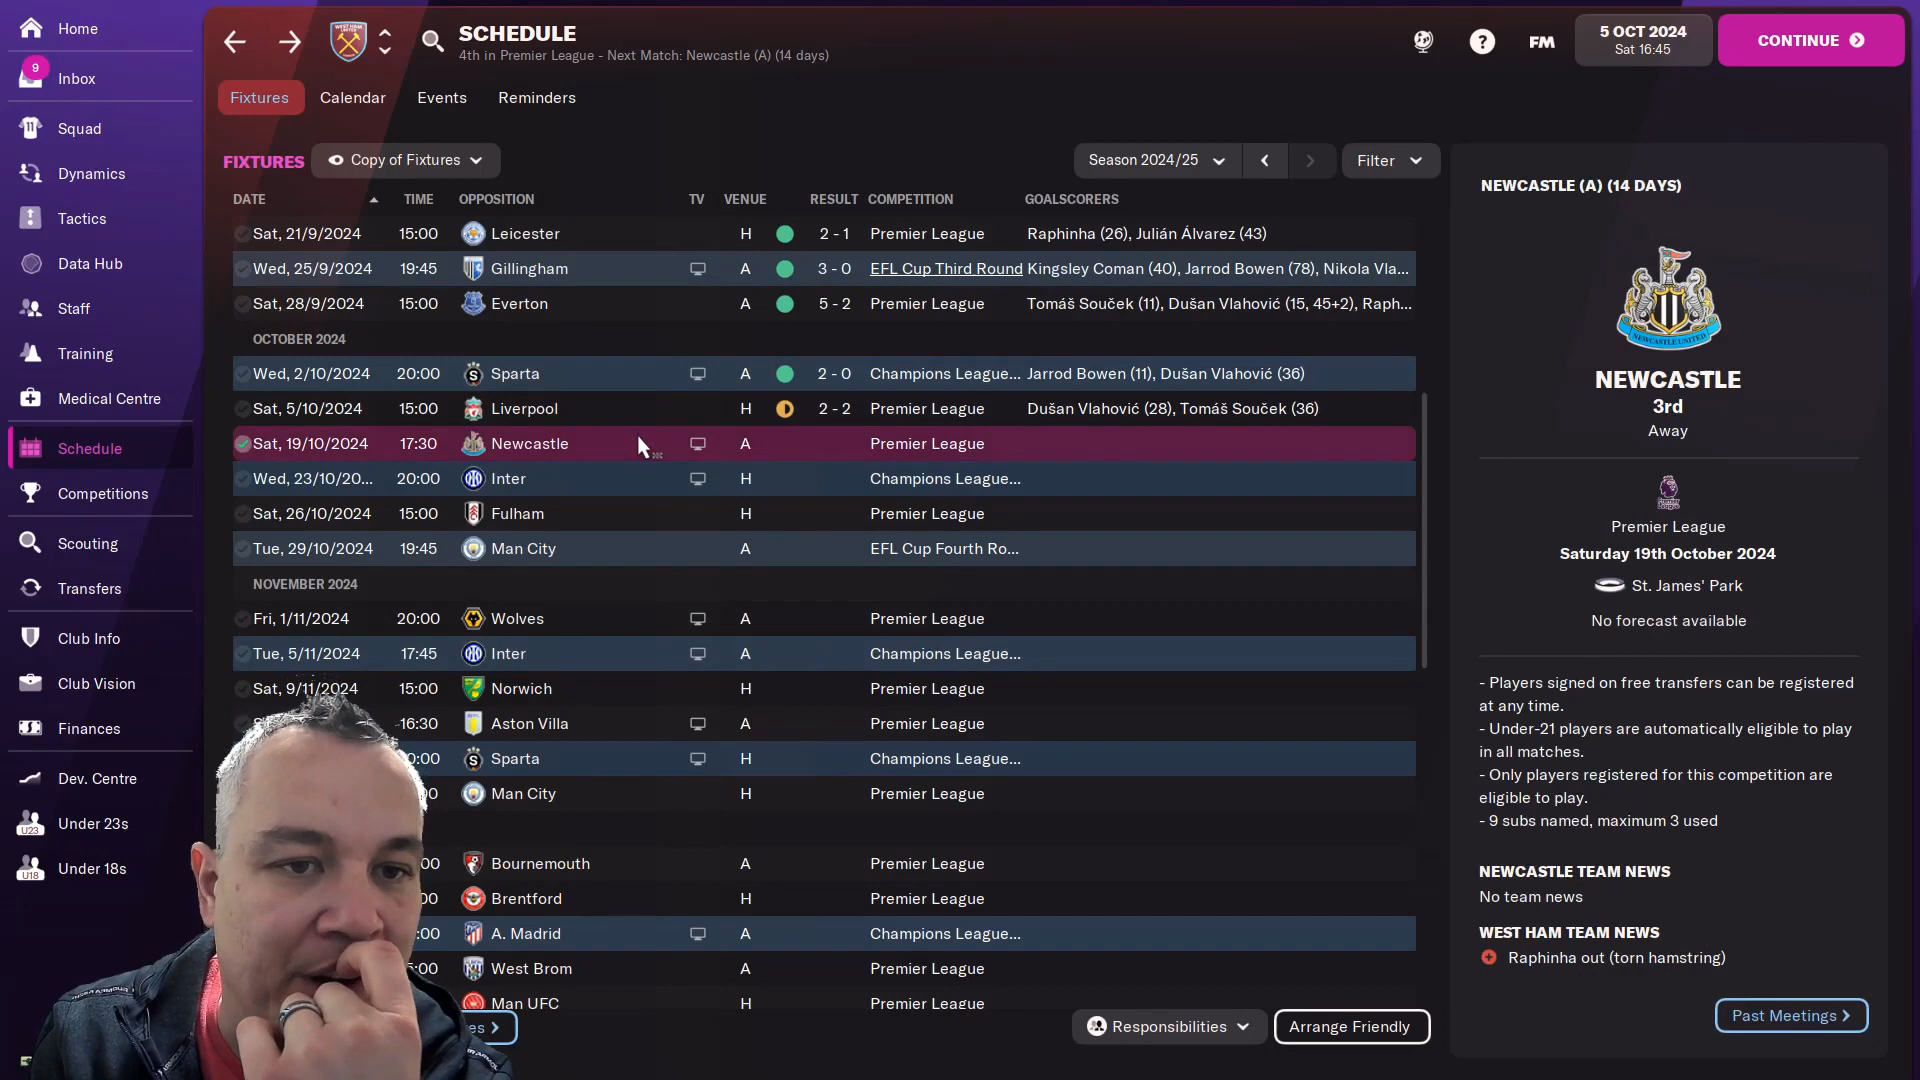 Home
9
Inbox
Squad
Dynamics
Tactics
Data Hub
Staff
Training
Medical Centre
Schedule
Competitions
Scouting
Transfers
Club Info
Club Vision
Finances
Dev. Centre
U23 Under 23s
U18 Under 18s
SCHEDULE
4th in Premier League - Next Match: Newcastle (A) (14 days)
FM
5 OCT 2024
Sat 16:45
CONTINUE
Fixtures Calendar Events Reminders
FIXTURES Copy of Fixtures Season 2024/25 Filter
DATE TIME OPPOSITION TV VENUE RESULT COMPETITION GOALSCORERS
Sat, 21/9/2024 15:00 Leicester H 2 - 1 Premier League Raphinha (26), Julián Álvarez (43)
Wed, 25/9/2024 19:45 Gillingham A 3 - 0 EFL Cup Third Round Kingsley Coman (40), Jarrod Bowen (78), Nikola Vla...
Sat, 28/9/2024 15:00 Everton A 5 - 2 Premier League Tomáš Souček (11), Dušan Vlahović (15, 45+2), Raph...
OCTOBER 2024
Wed, 2/10/2024 20:00 Sparta A 2 - 0 Champions League... Jarrod Bowen (11), Dušan Vlahović (36)
Sat, 5/10/2024 15:00 Liverpool H 2 - 2 Premier League Dušan Vlahović (28), Tomáš Souček (36)
Sat, 19/10/2024 17:30 Newcastle A Premier League
Wed, 23/10/20... 20:00 Inter H Champions League...
Sat, 26/10/2024 15:00 Fulham H Premier League
Tue, 29/10/2024 19:45 Man City A EFL Cup Fourth Ro...
NOVEMBER 2024
Fri, 1/11/2024 20:00 Wolves A Premier League
Tue, 5/11/2024 17:45 Inter A Champions League...
Sat, 9/11/2024 15:00 Norwich H Premier League
16:30 Aston Villa A Premier League
0:00 Sparta H Champions League...
Man City H Premier League
:00 Bournemouth A Premier League
:00 Brentford H Premier League
:00 A. Madrid A Champions League...
5:00 West Brom A Premier League
Man UFC H Premier League
es
Responsibilities Arrange Friendly
NEWCASTLE (A) (14 DAYS)
NEWCASTLE UNITED
NEWCASTLE
3rd
Away
Premier League
Saturday 19th October 2024
St. James' Park
No forecast available
- Players signed on free transfers can be registered
at any time.
- Under-21 players are automatically eligible to play
in all matches.
- Only players registered for this competition are
eligible to play.
- 9 subs named, maximum 3 used
NEWCASTLE TEAM NEWS
No team news
WEST HAM TEAM NEWS
Raphinha out (torn hamstring)
Past Meetings